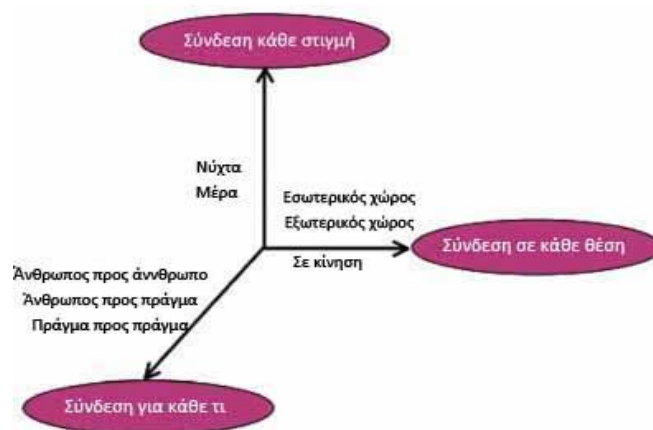 Σύνδεση κάθε στιγμή
Νύχτα
Μέρα
Εσωτερικός χώρος
Εξωτερικός χώρος
Σύνδεση σε κάθε θέση
Σε κίνηση
Άνθρωπος προς άννθρωπο
Άνθρωπος προς πράγμα
Πράγμα προς πράγμα
Σύνδεση για κάθε τι